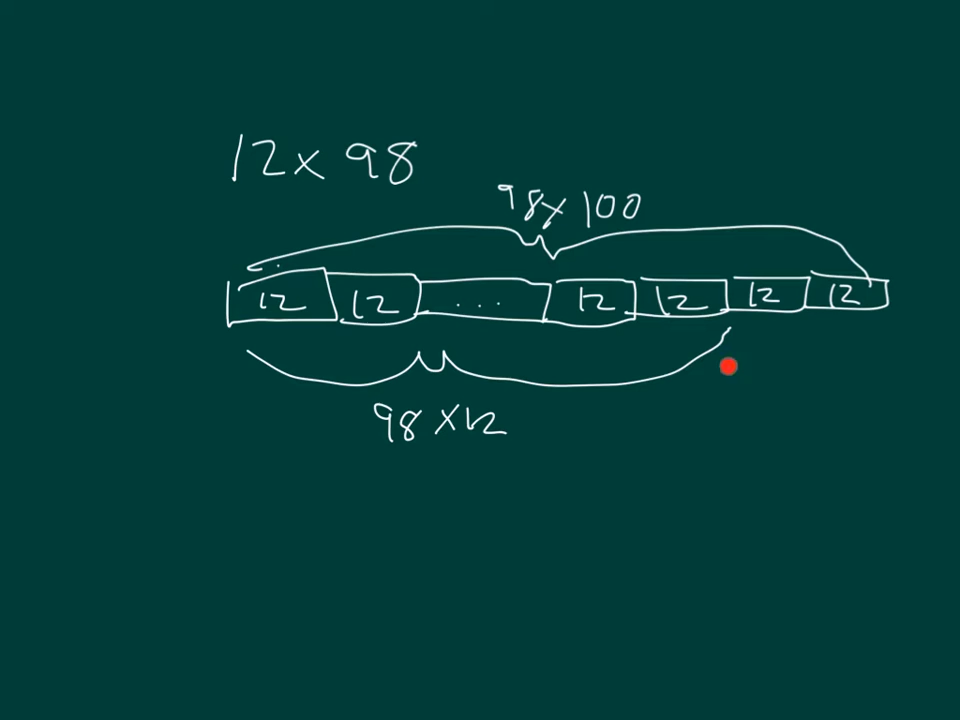 12 x 98
98 x 100
12 12 ... 12 12 12 12
98 x 12